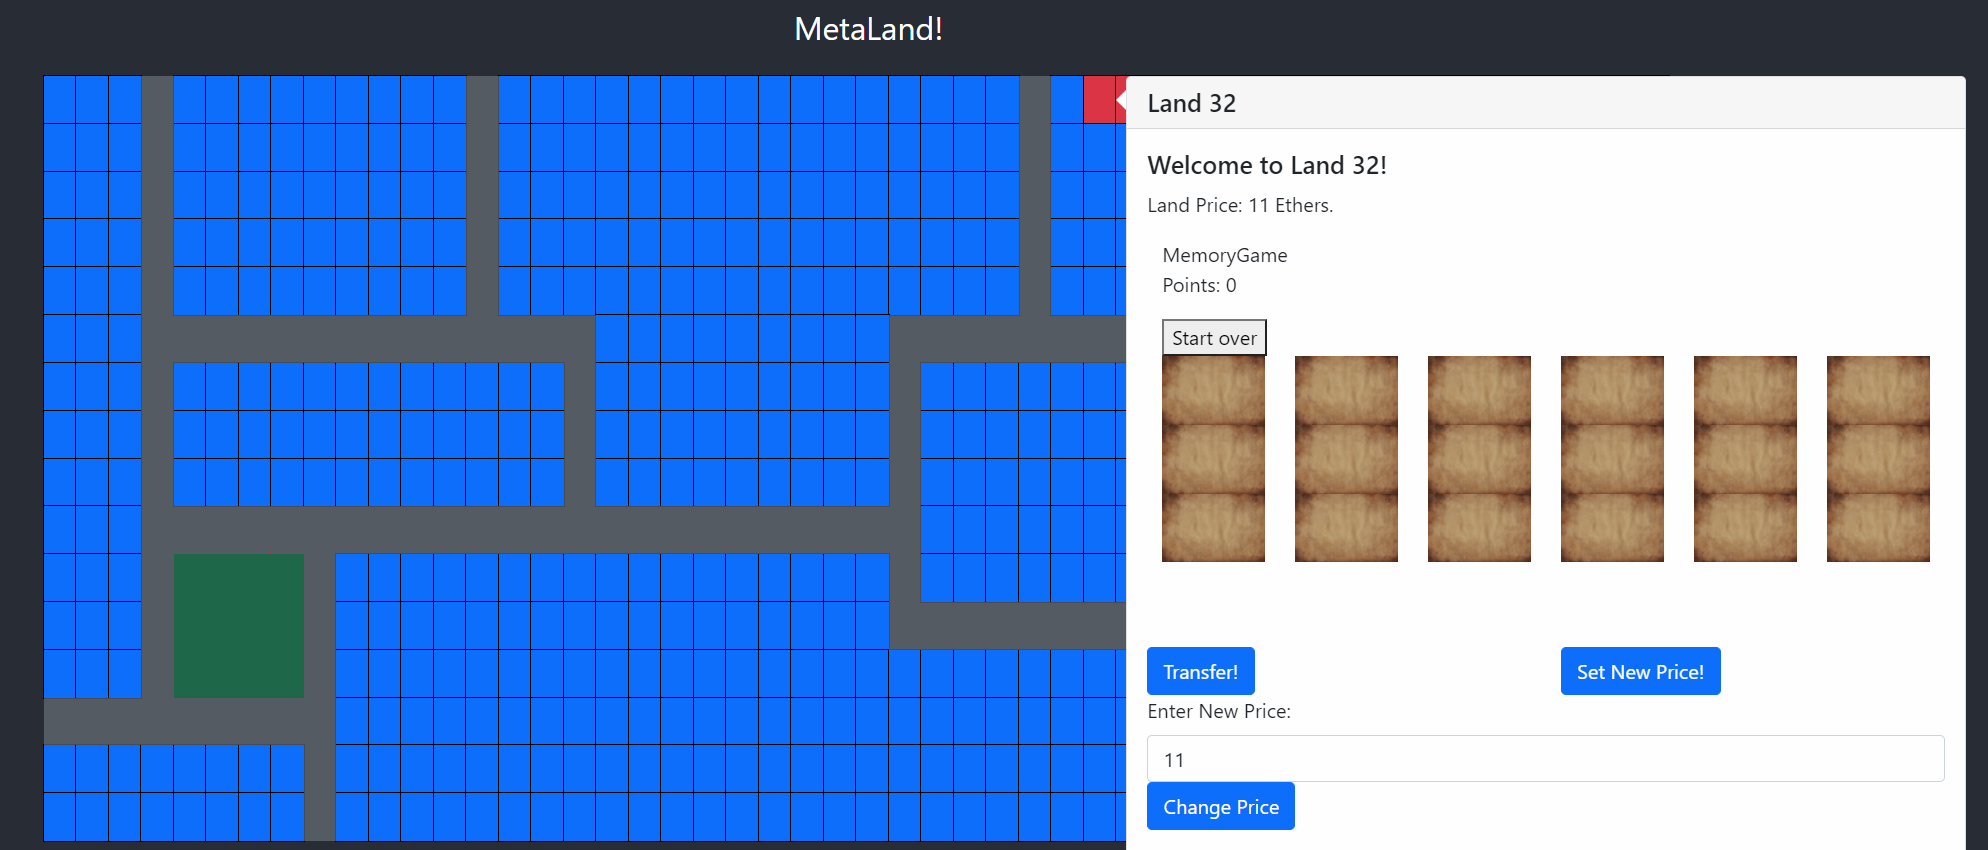 MetaLand!
Land 32
Welcome to Land 32!
Land Price: 11 Ethers.
MemoryGame
Points: 0
Start over
Transfer!
Set New Price!
Enter New Price:
11
Change Price